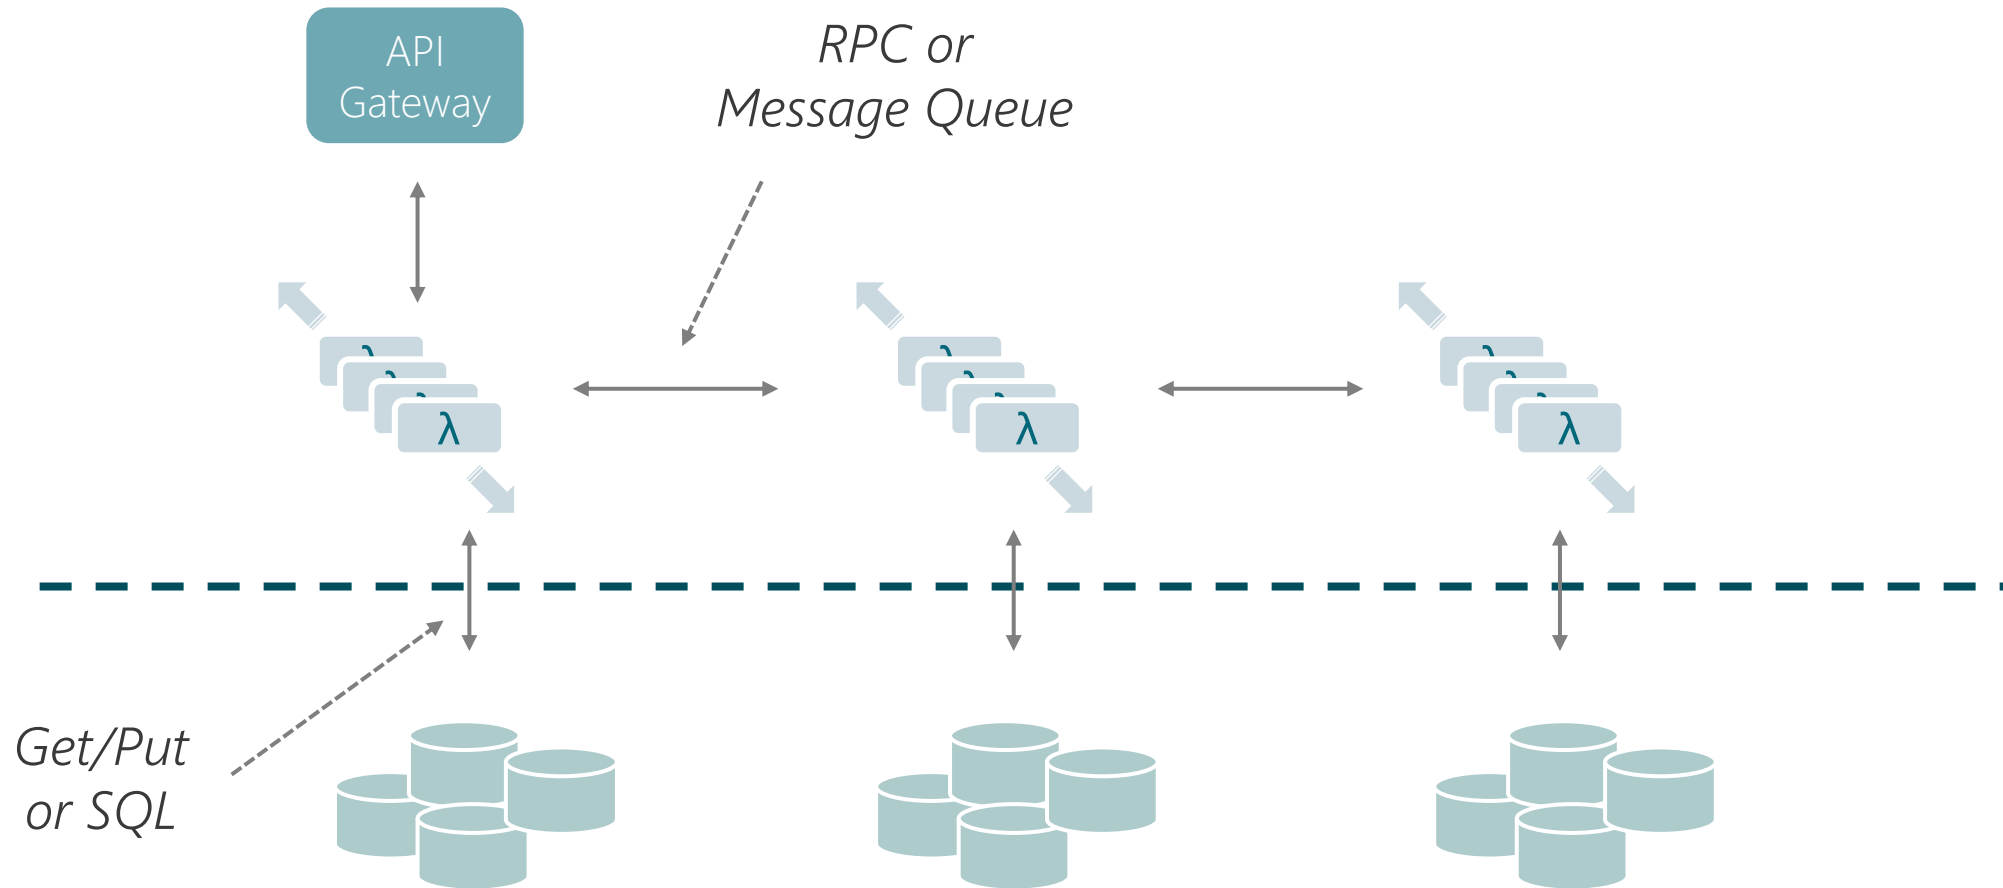 API
Gateway
RPC or
Message Queue
λ
λ
λ
λ
λ
λ
λ
λ
λ
λ
λ
λ
Get/Put
or SQL